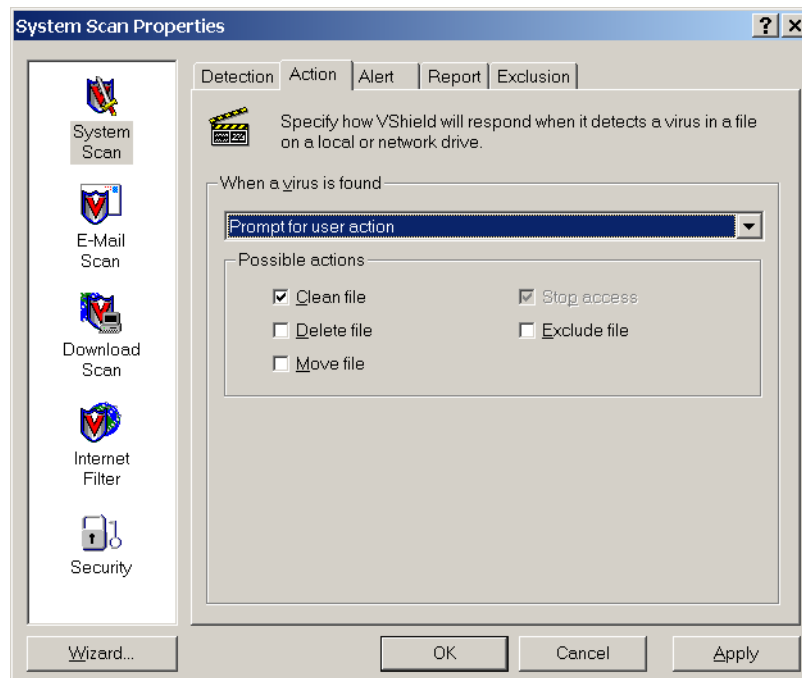 System Scan Properties
Detection
Action
Alert
Report
Exclusion
System
Scan
E-Mail
Scan
Download
Scan
Internet
Filter
Security
Specify how VShield will respond when it detects a virus in a file
on a local or network drive.
When a virus is found
Prompt for user action
Possible actions
Clean file
Stop access
Delete file
Exclude file
Move file
Wizard...
OK
Cancel
Apply